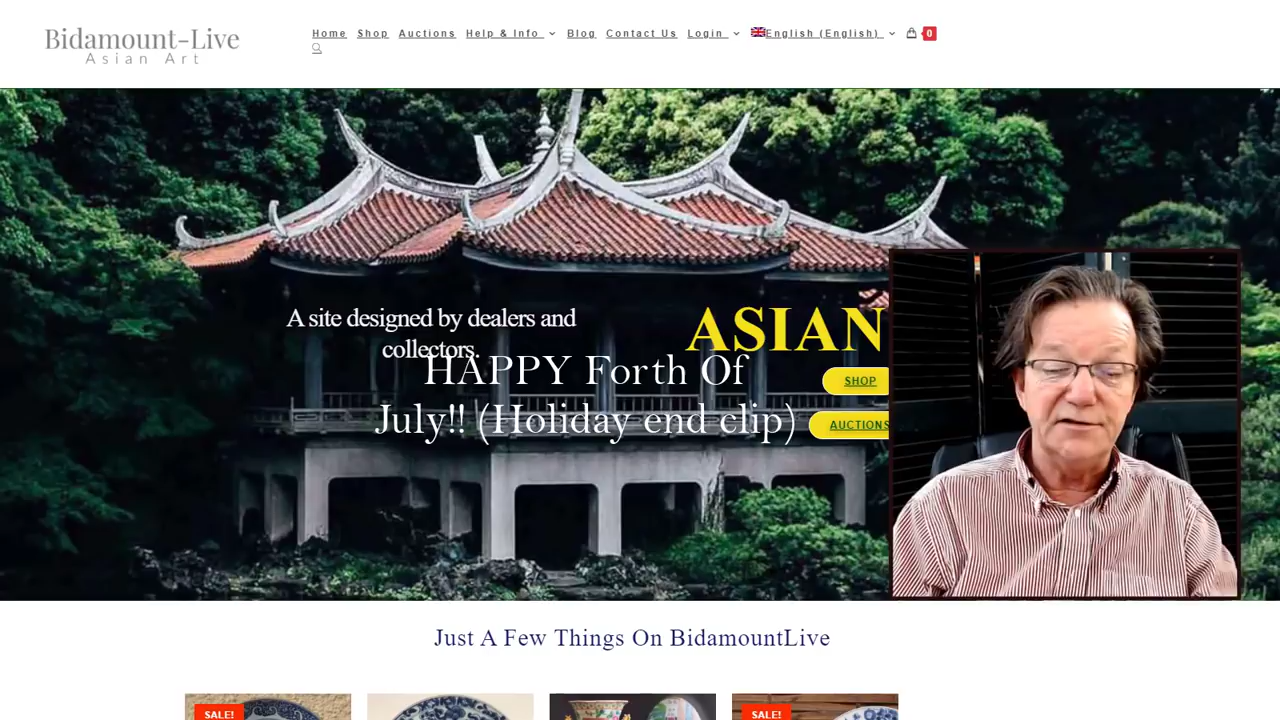 Bidamount-Live
Asian Art
Home Shop Auctions Help & Info Blog Contact Us Login English (English) 0
A site designed by dealers and
collectors.
ASIAN
HAPPY Forth Of
July!! (Holiday end clip)
SHOP
AUCTIONS
Just A Few Things On BidamountLive
SALE!
SALE!